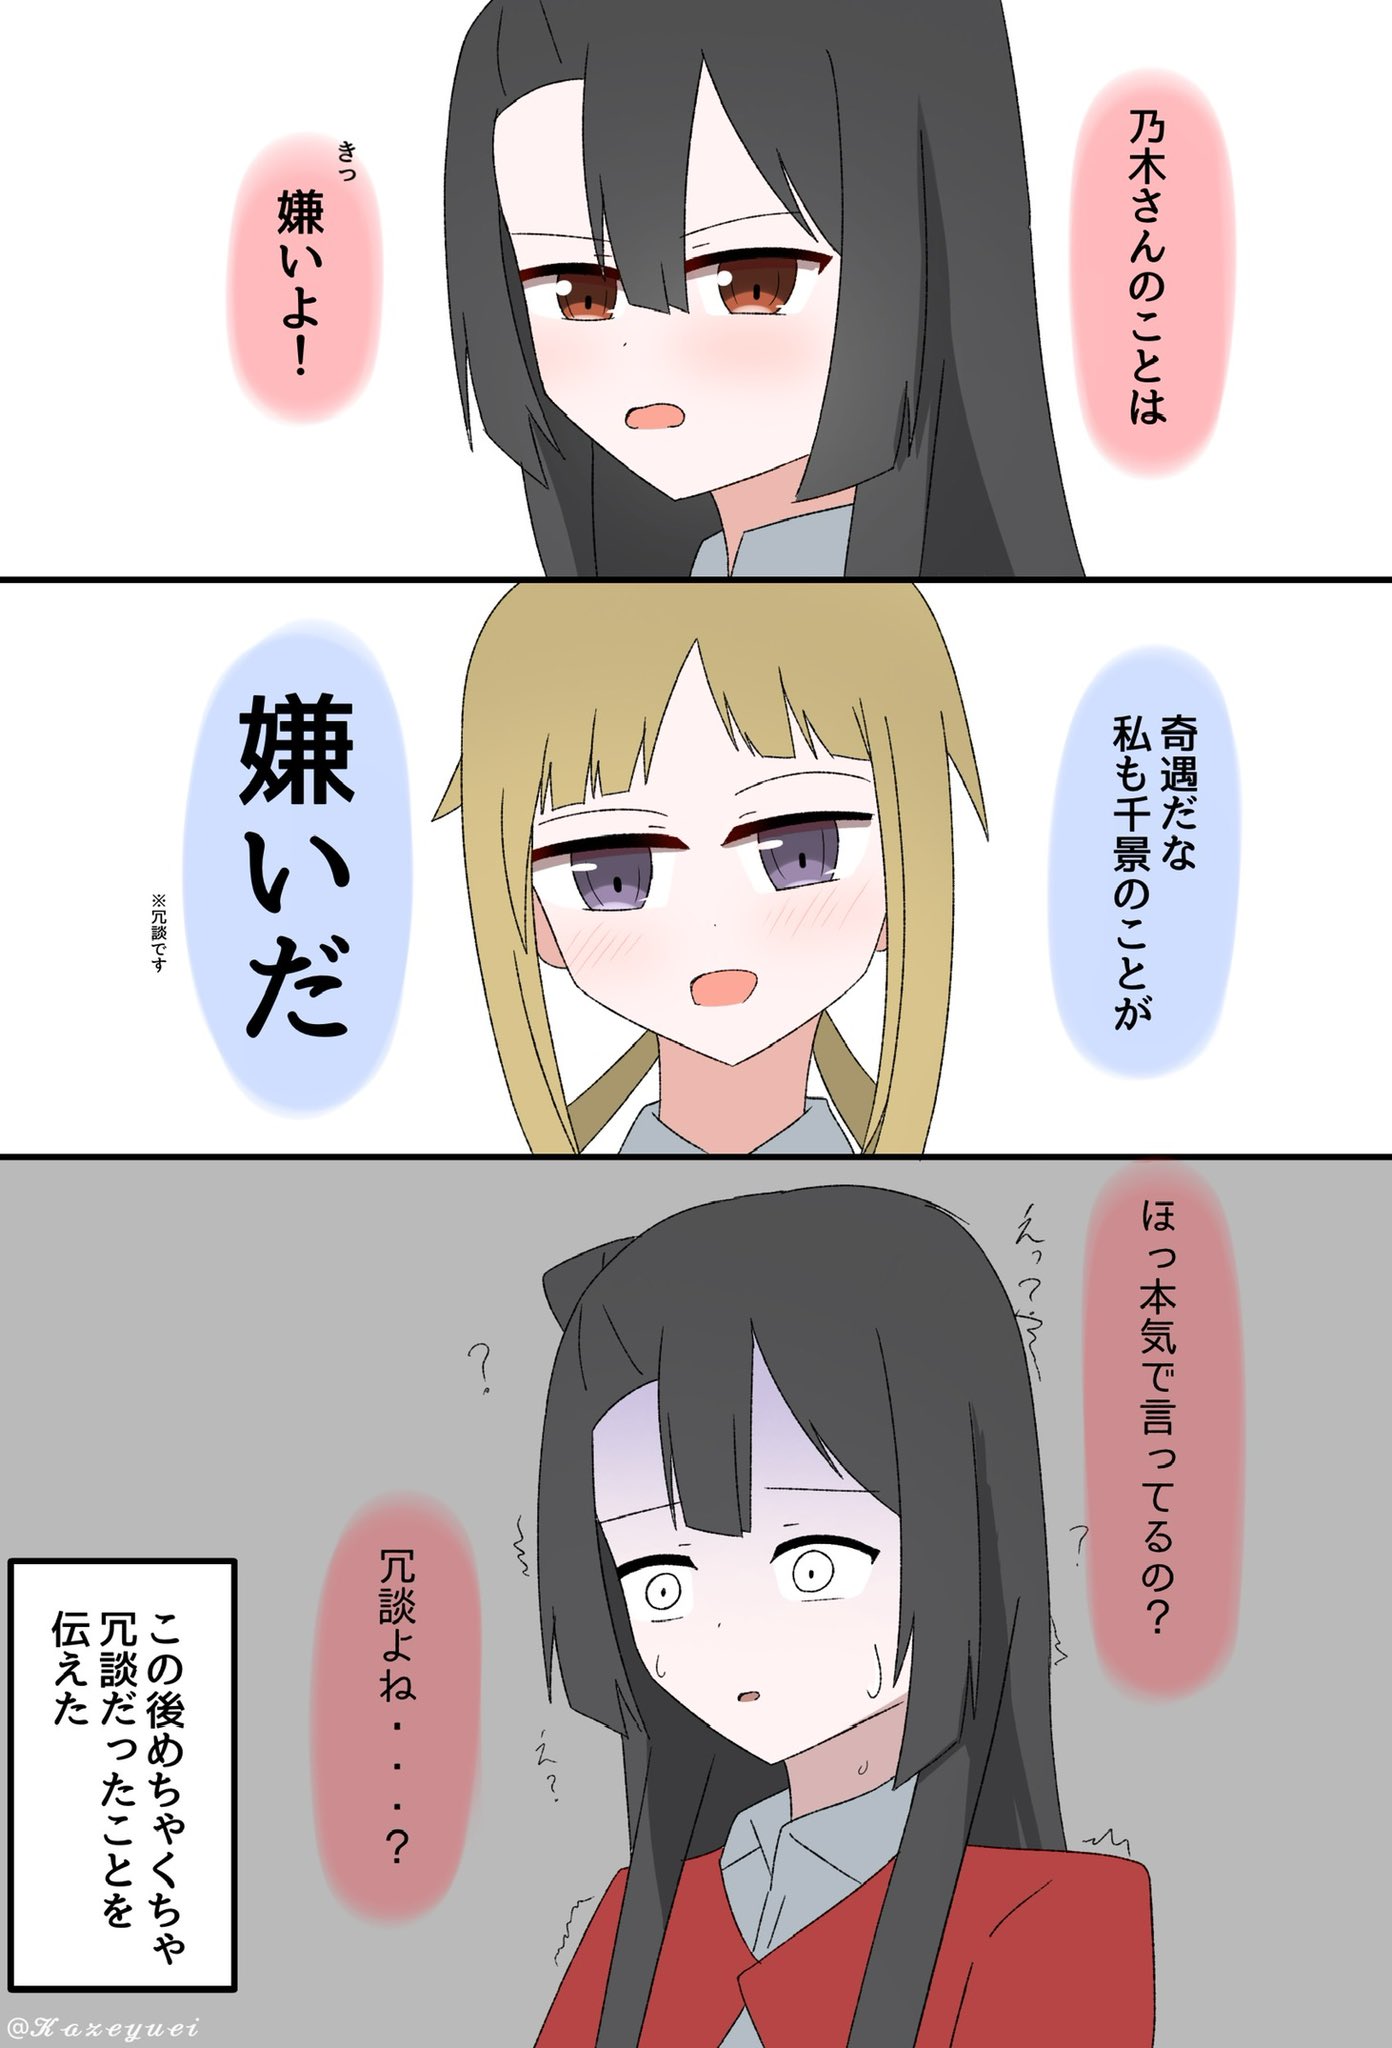 乃木さんのことは
きっ
嫌いよ!
奇遇だな
私も千景のことが
嫌いだ
※冗談です
ほっ本気で言ってるの?
えっ?
?
?
冗談よね・・・?
え?
この後めちゃくちゃ
冗談だったことを
伝えた
@Kazeyuei